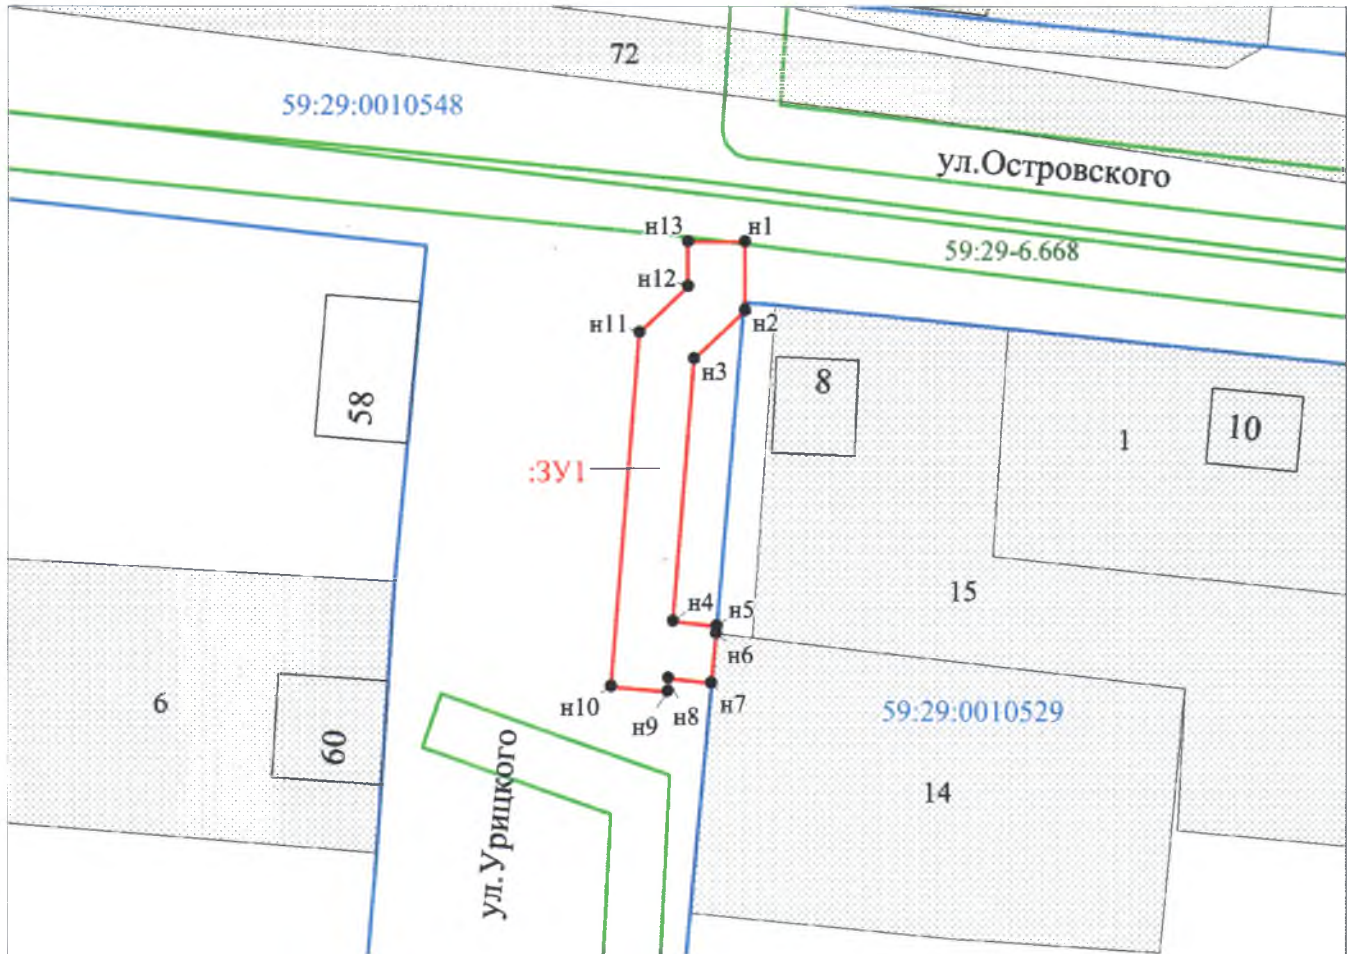 72
59:29:0010548
ул.Островского
н13
н1
59:29-6.668
н12
н11
н2
н3
8
58
10
1
:ЗУ1
15
н4
н5
н6
6
н10
н9
н8
н7
59:29:0010529
60
14
ул.Урицкого